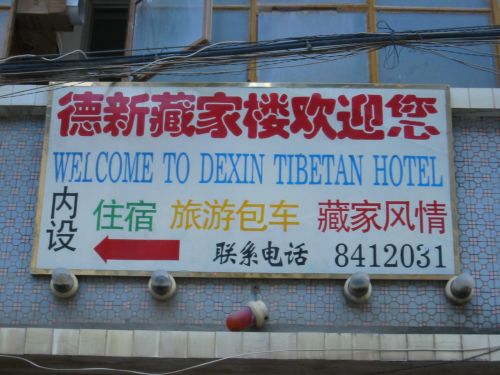 德新藏家楼欢迎您
WELCOME TO DEXIN TIBETAN HOTEL
内设 住宿 旅游包车 藏家风情
联系电话 8412031